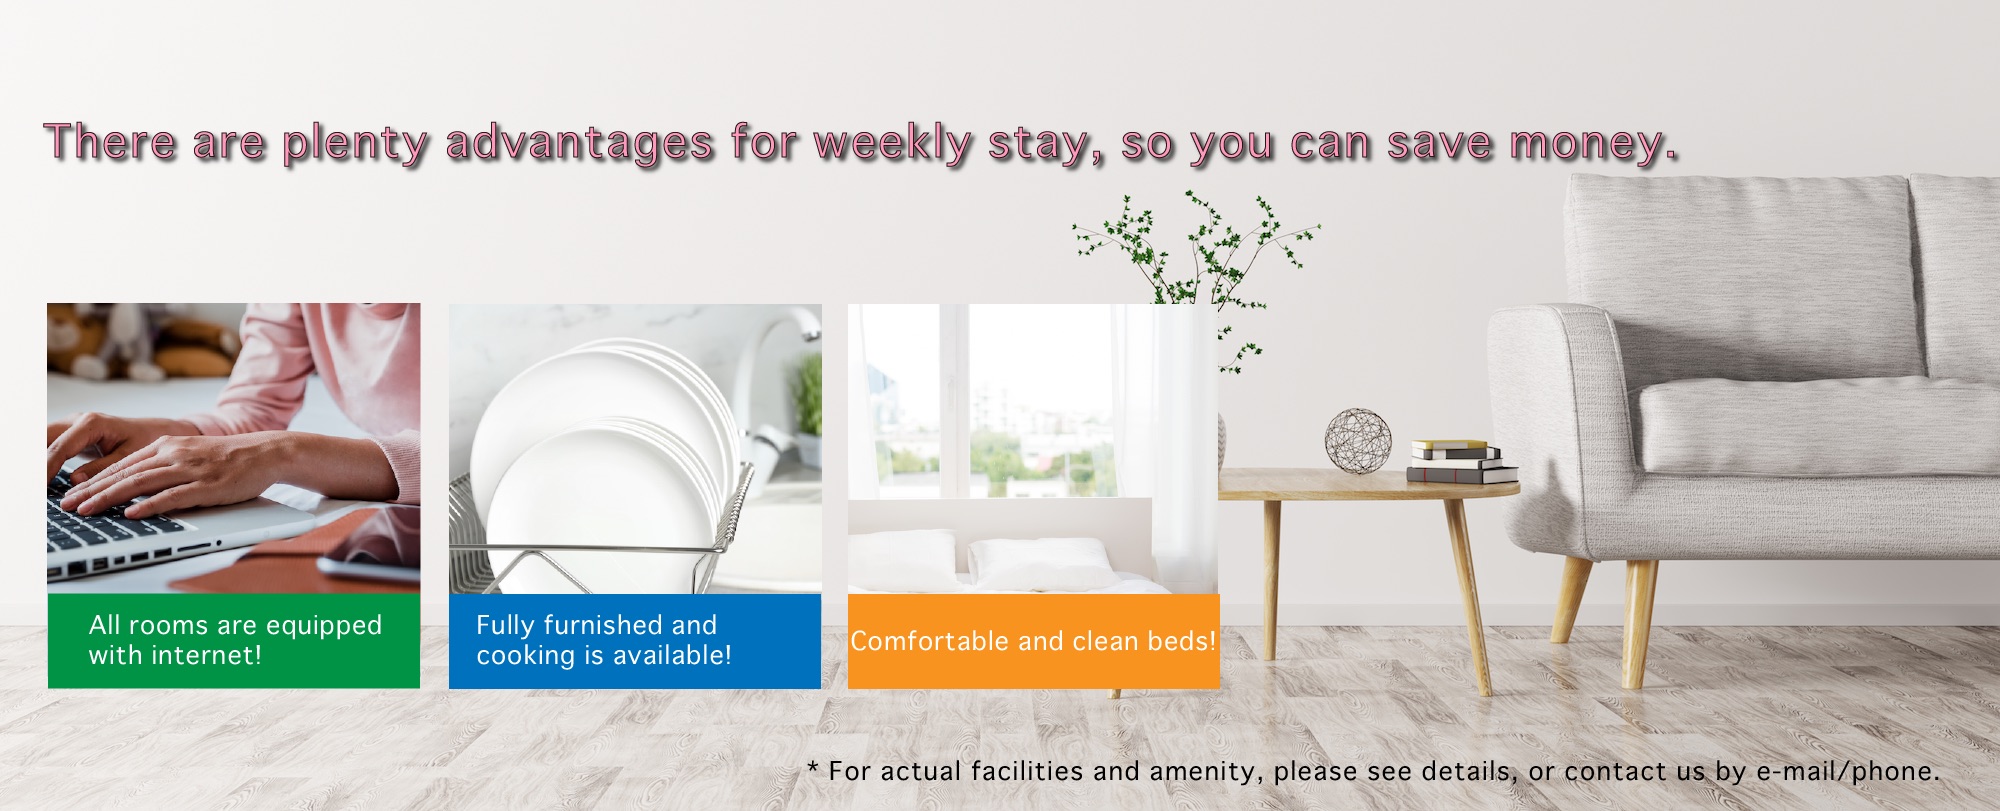 There are plenty advantages for weekly stay, so you can save money.
All rooms are equipped
with internet!
Fully furnished and
cooking is available!
Comfortable and clean beds!
* For actual facilities and amenity, please see details, or contact us by e-mail/phone.